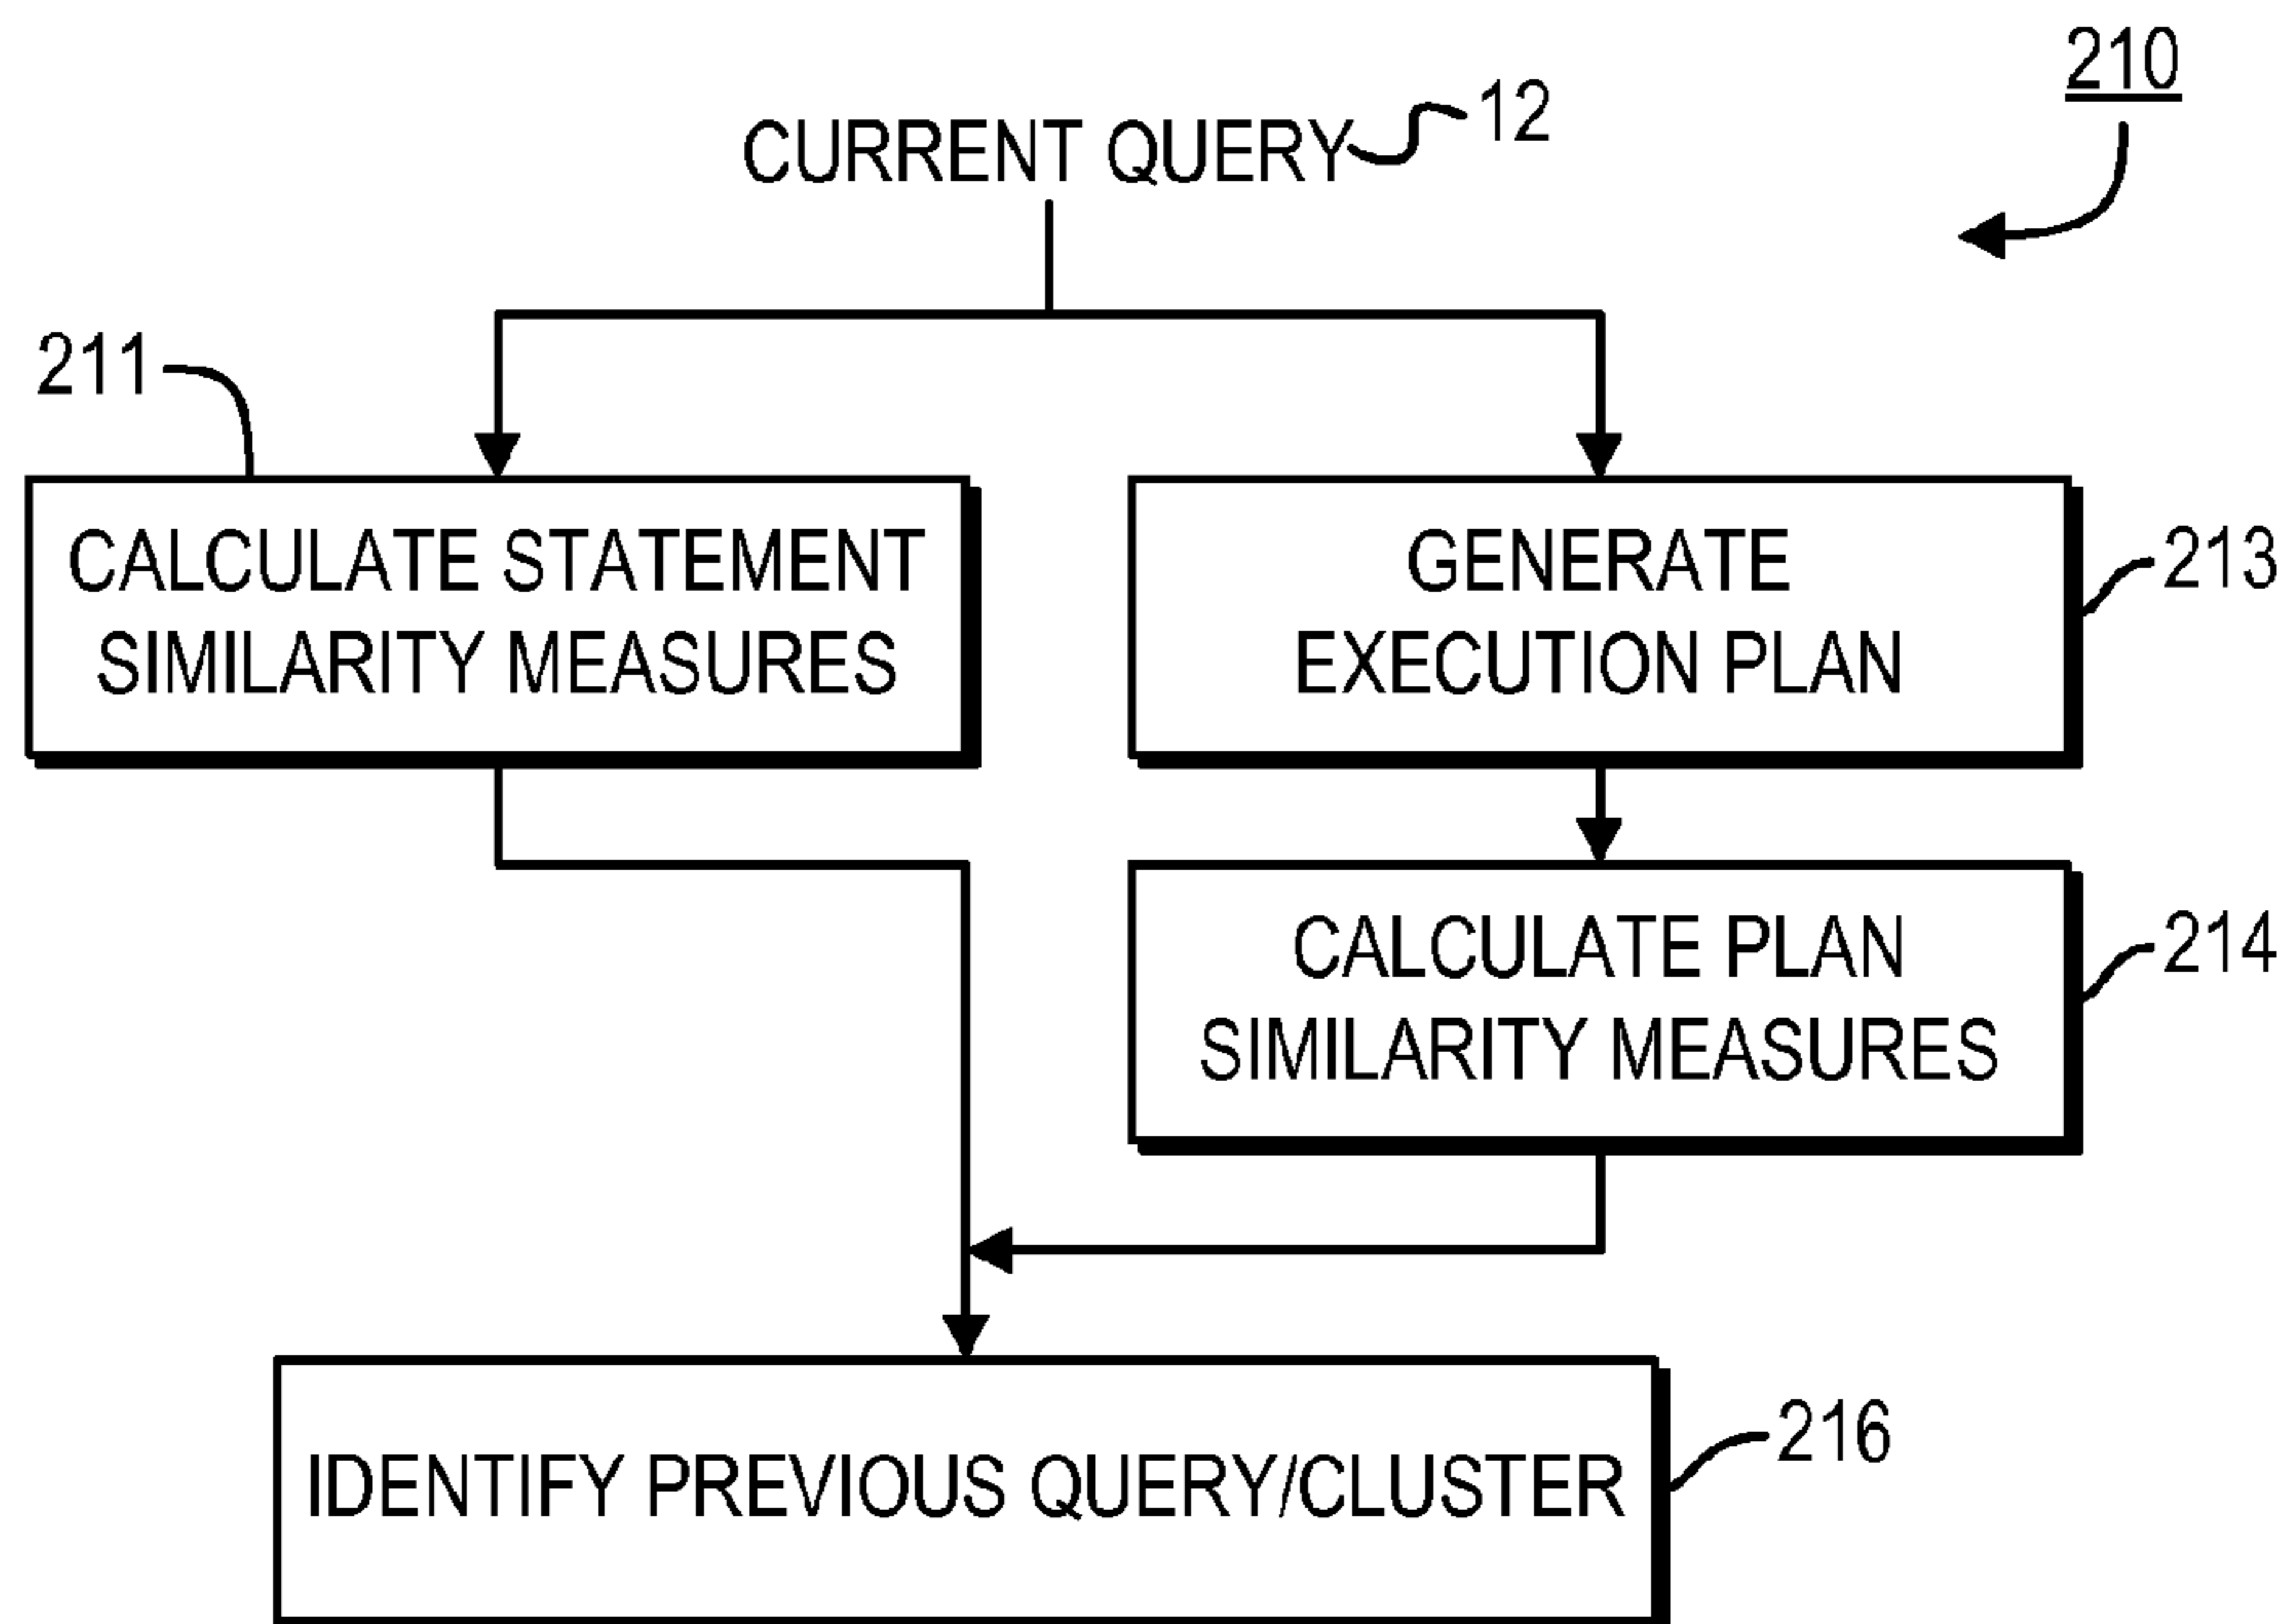 210
CURRENT QUERY 12
211
CALCULATE STATEMENT
SIMILARITY MEASURES
GENERATE
EXECUTION PLAN
213
CALCULATE PLAN
SIMILARITY MEASURES
214
IDENTIFY PREVIOUS QUERY/CLUSTER
216